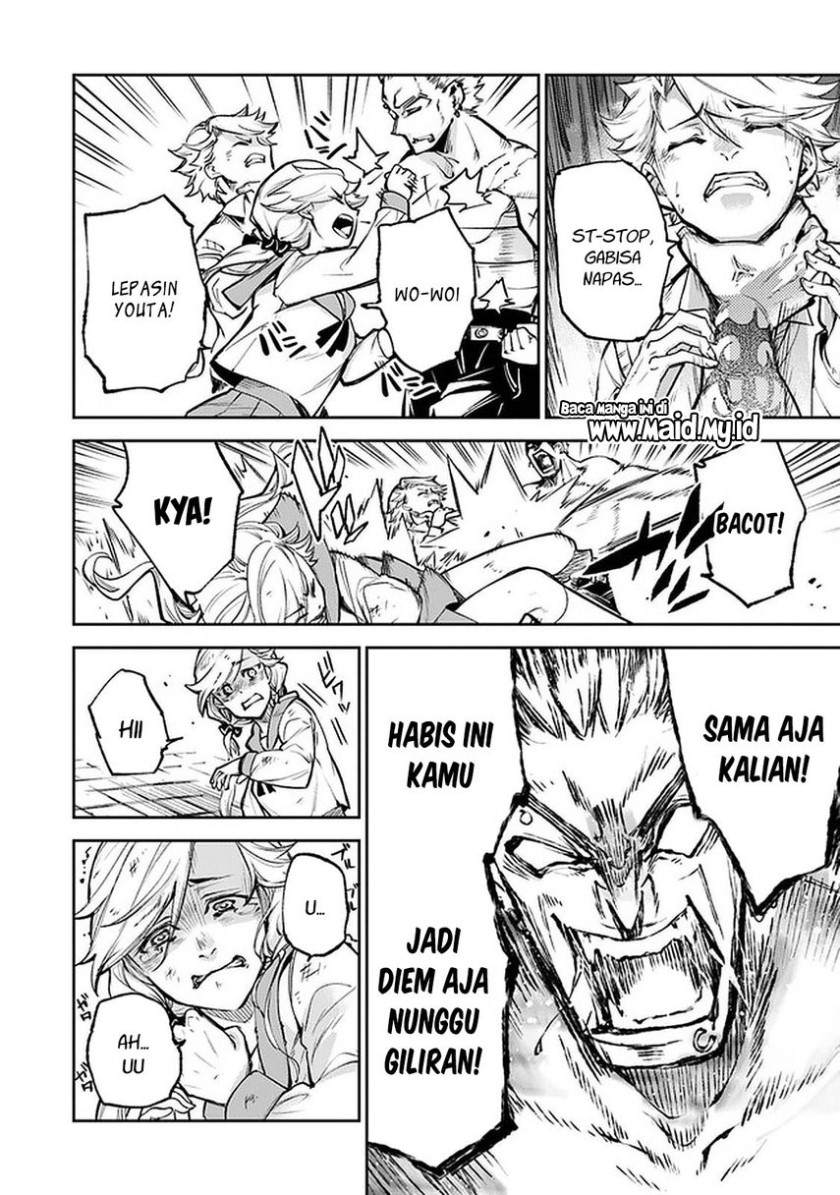 ST-STOP,
GABISA
NAPAS...
WO-WOI
LEPASIN
YOUTA!
Baca Manga ini di
www.Maid.My.id
BACOT!
KYA!
SAMA AJA
KALIAN!
HABIS INI
KAMU
JADI
DIEM AJA
NUNGGU
GILIRAN!
HII
U...
AH...
UU